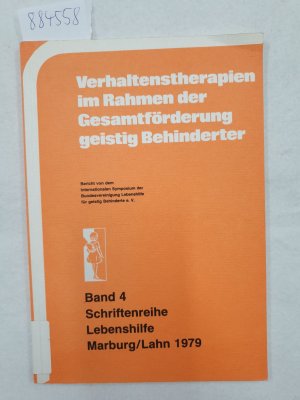 884558
Verhaltenstherapien
im Rahmen der
Gesamtförderung
geistig Behinderter
Bericht von dem
Internationalen Symposium der
Bundesvereinigung Lebenshilfe
für geistig Behinderte e. V.
Band 4
Schriftenreihe
Lebenshilfe
Marburg/Lahn 1979